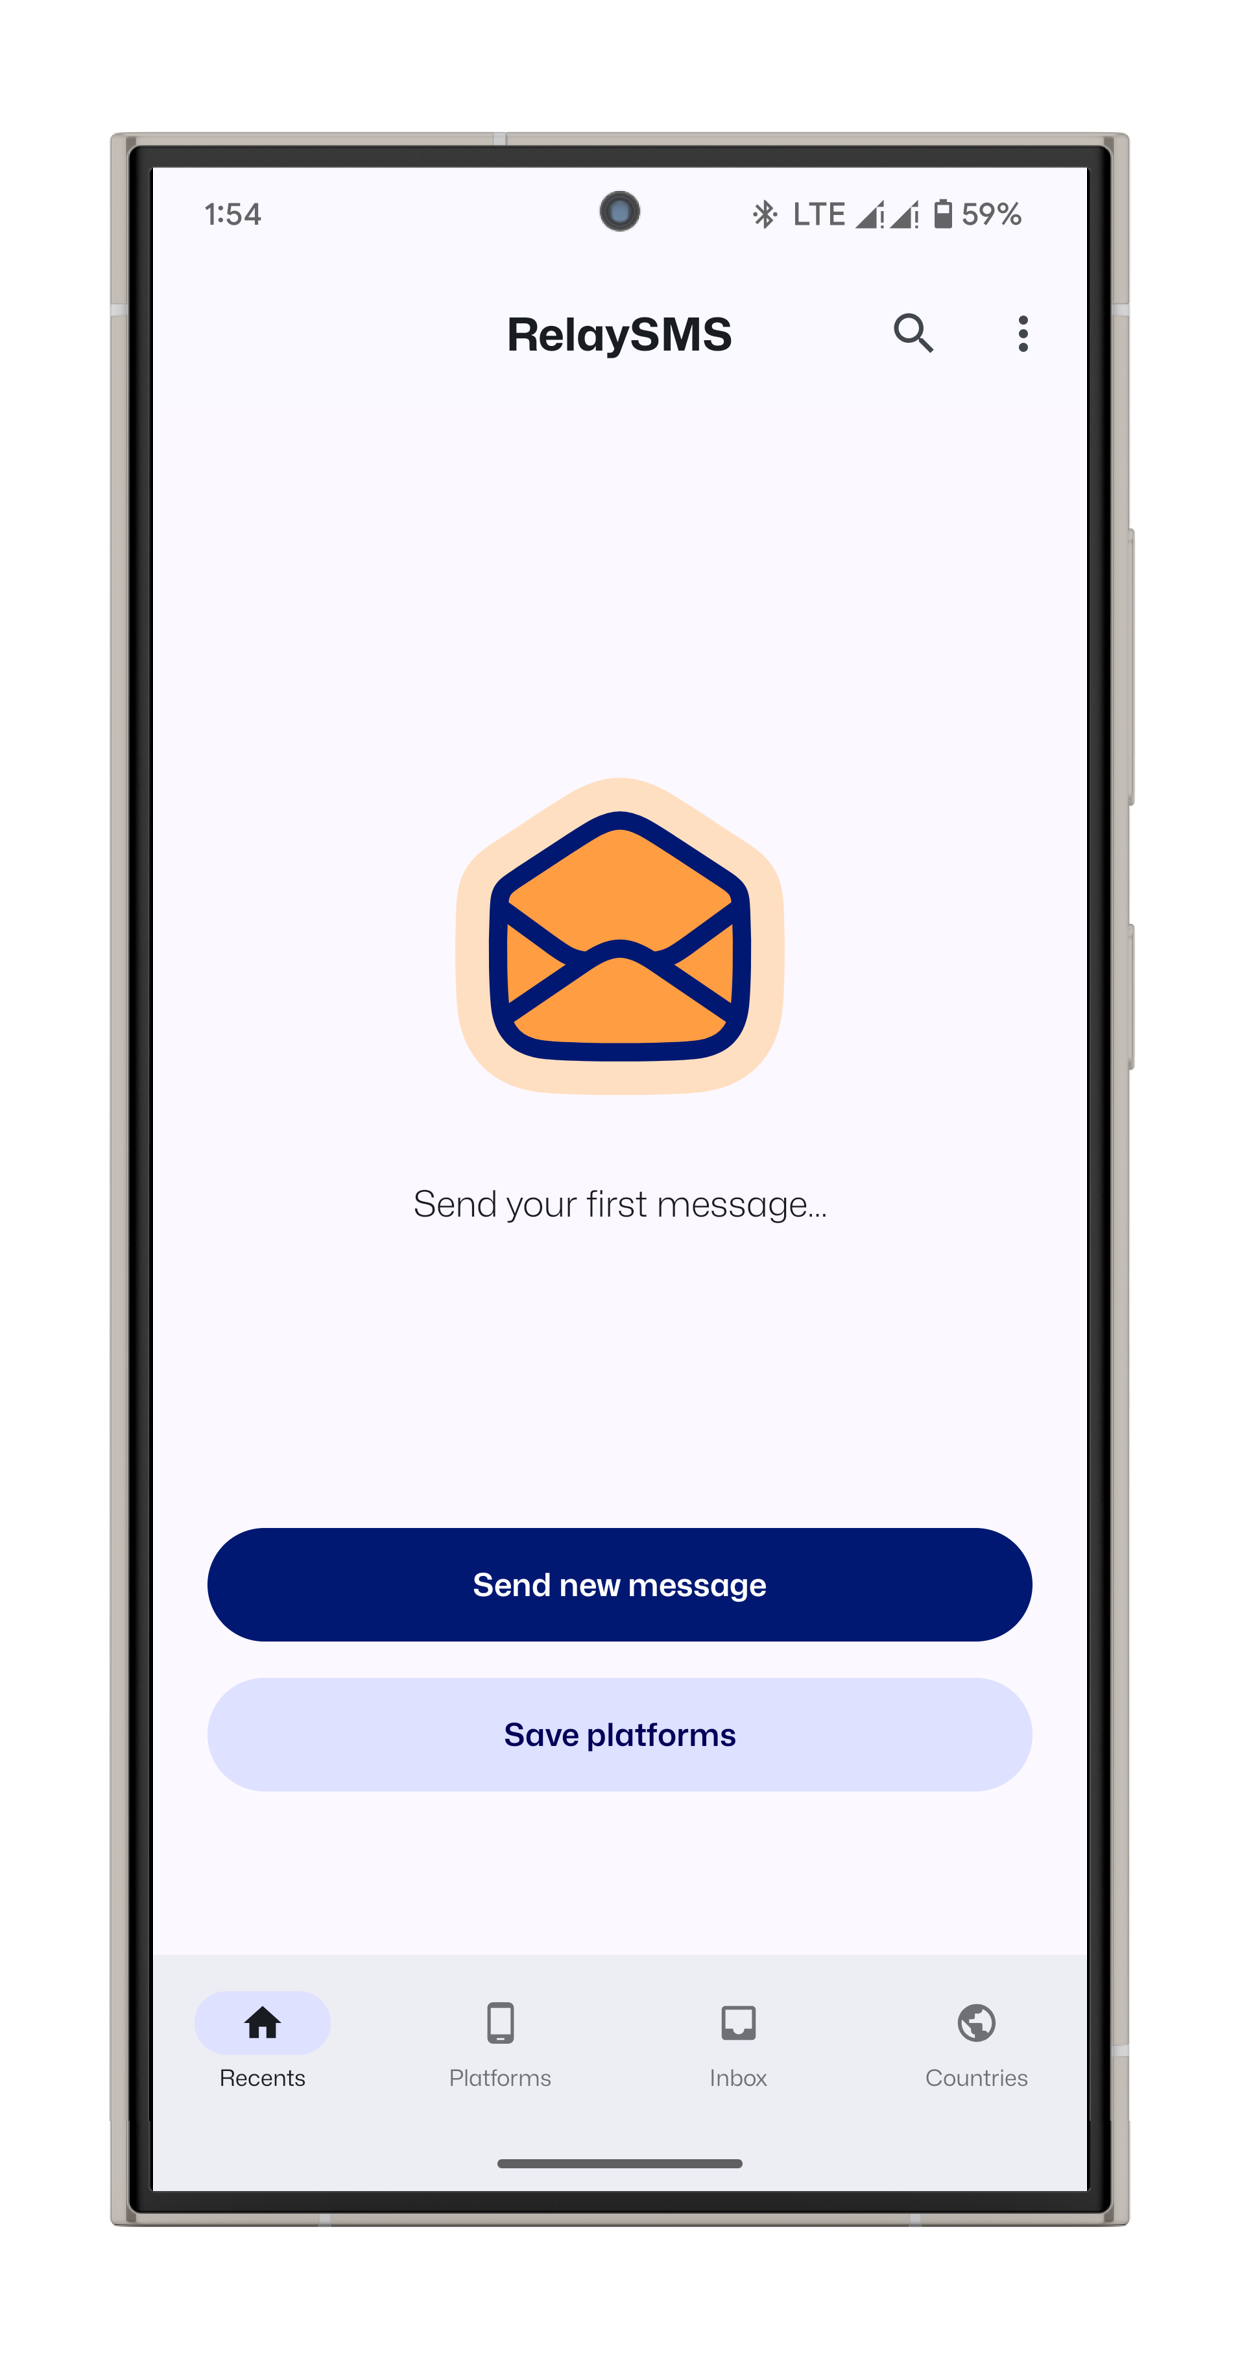 1:54
LTE
59%
RelaySMS
Send your first message...
Send new message
Save platforms
Recents
Platforms
Inbox
Countries